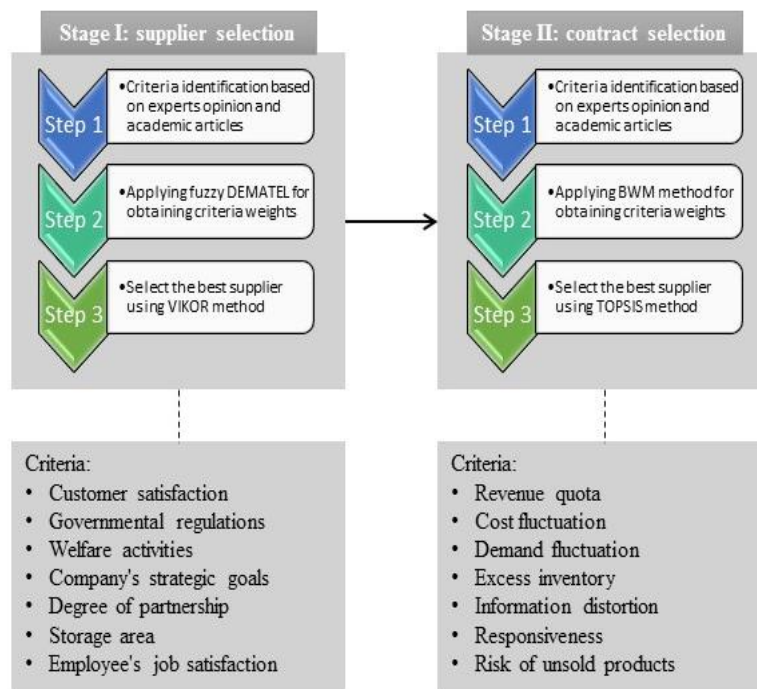 Stage I: supplier selection
Step 1
•Criteria identification based
on experts opinion and
academic articles
Step 2
•Applying fuzzy DEMATEL for
obtaining criteria weights
Step 3
•Select the best supplier
using VIKOR method
Criteria:
• Customer satisfaction
• Governmental regulations
• Welfare activities
• Company's strategic goals
• Degree of partnership
• Storage area
• Employee's job satisfaction
Stage II: contract selection
Step 1
•Criteria identification based
on experts opinion and
academic articles
Step 2
•Applying BWM method for
obtaining criteria weights
Step 3
•Select the best supplier
using TOPSIS method
Criteria:
• Revenue quota
• Cost fluctuation
• Demand fluctuation
• Excess inventory
• Information distortion
• Responsiveness
• Risk of unsold products